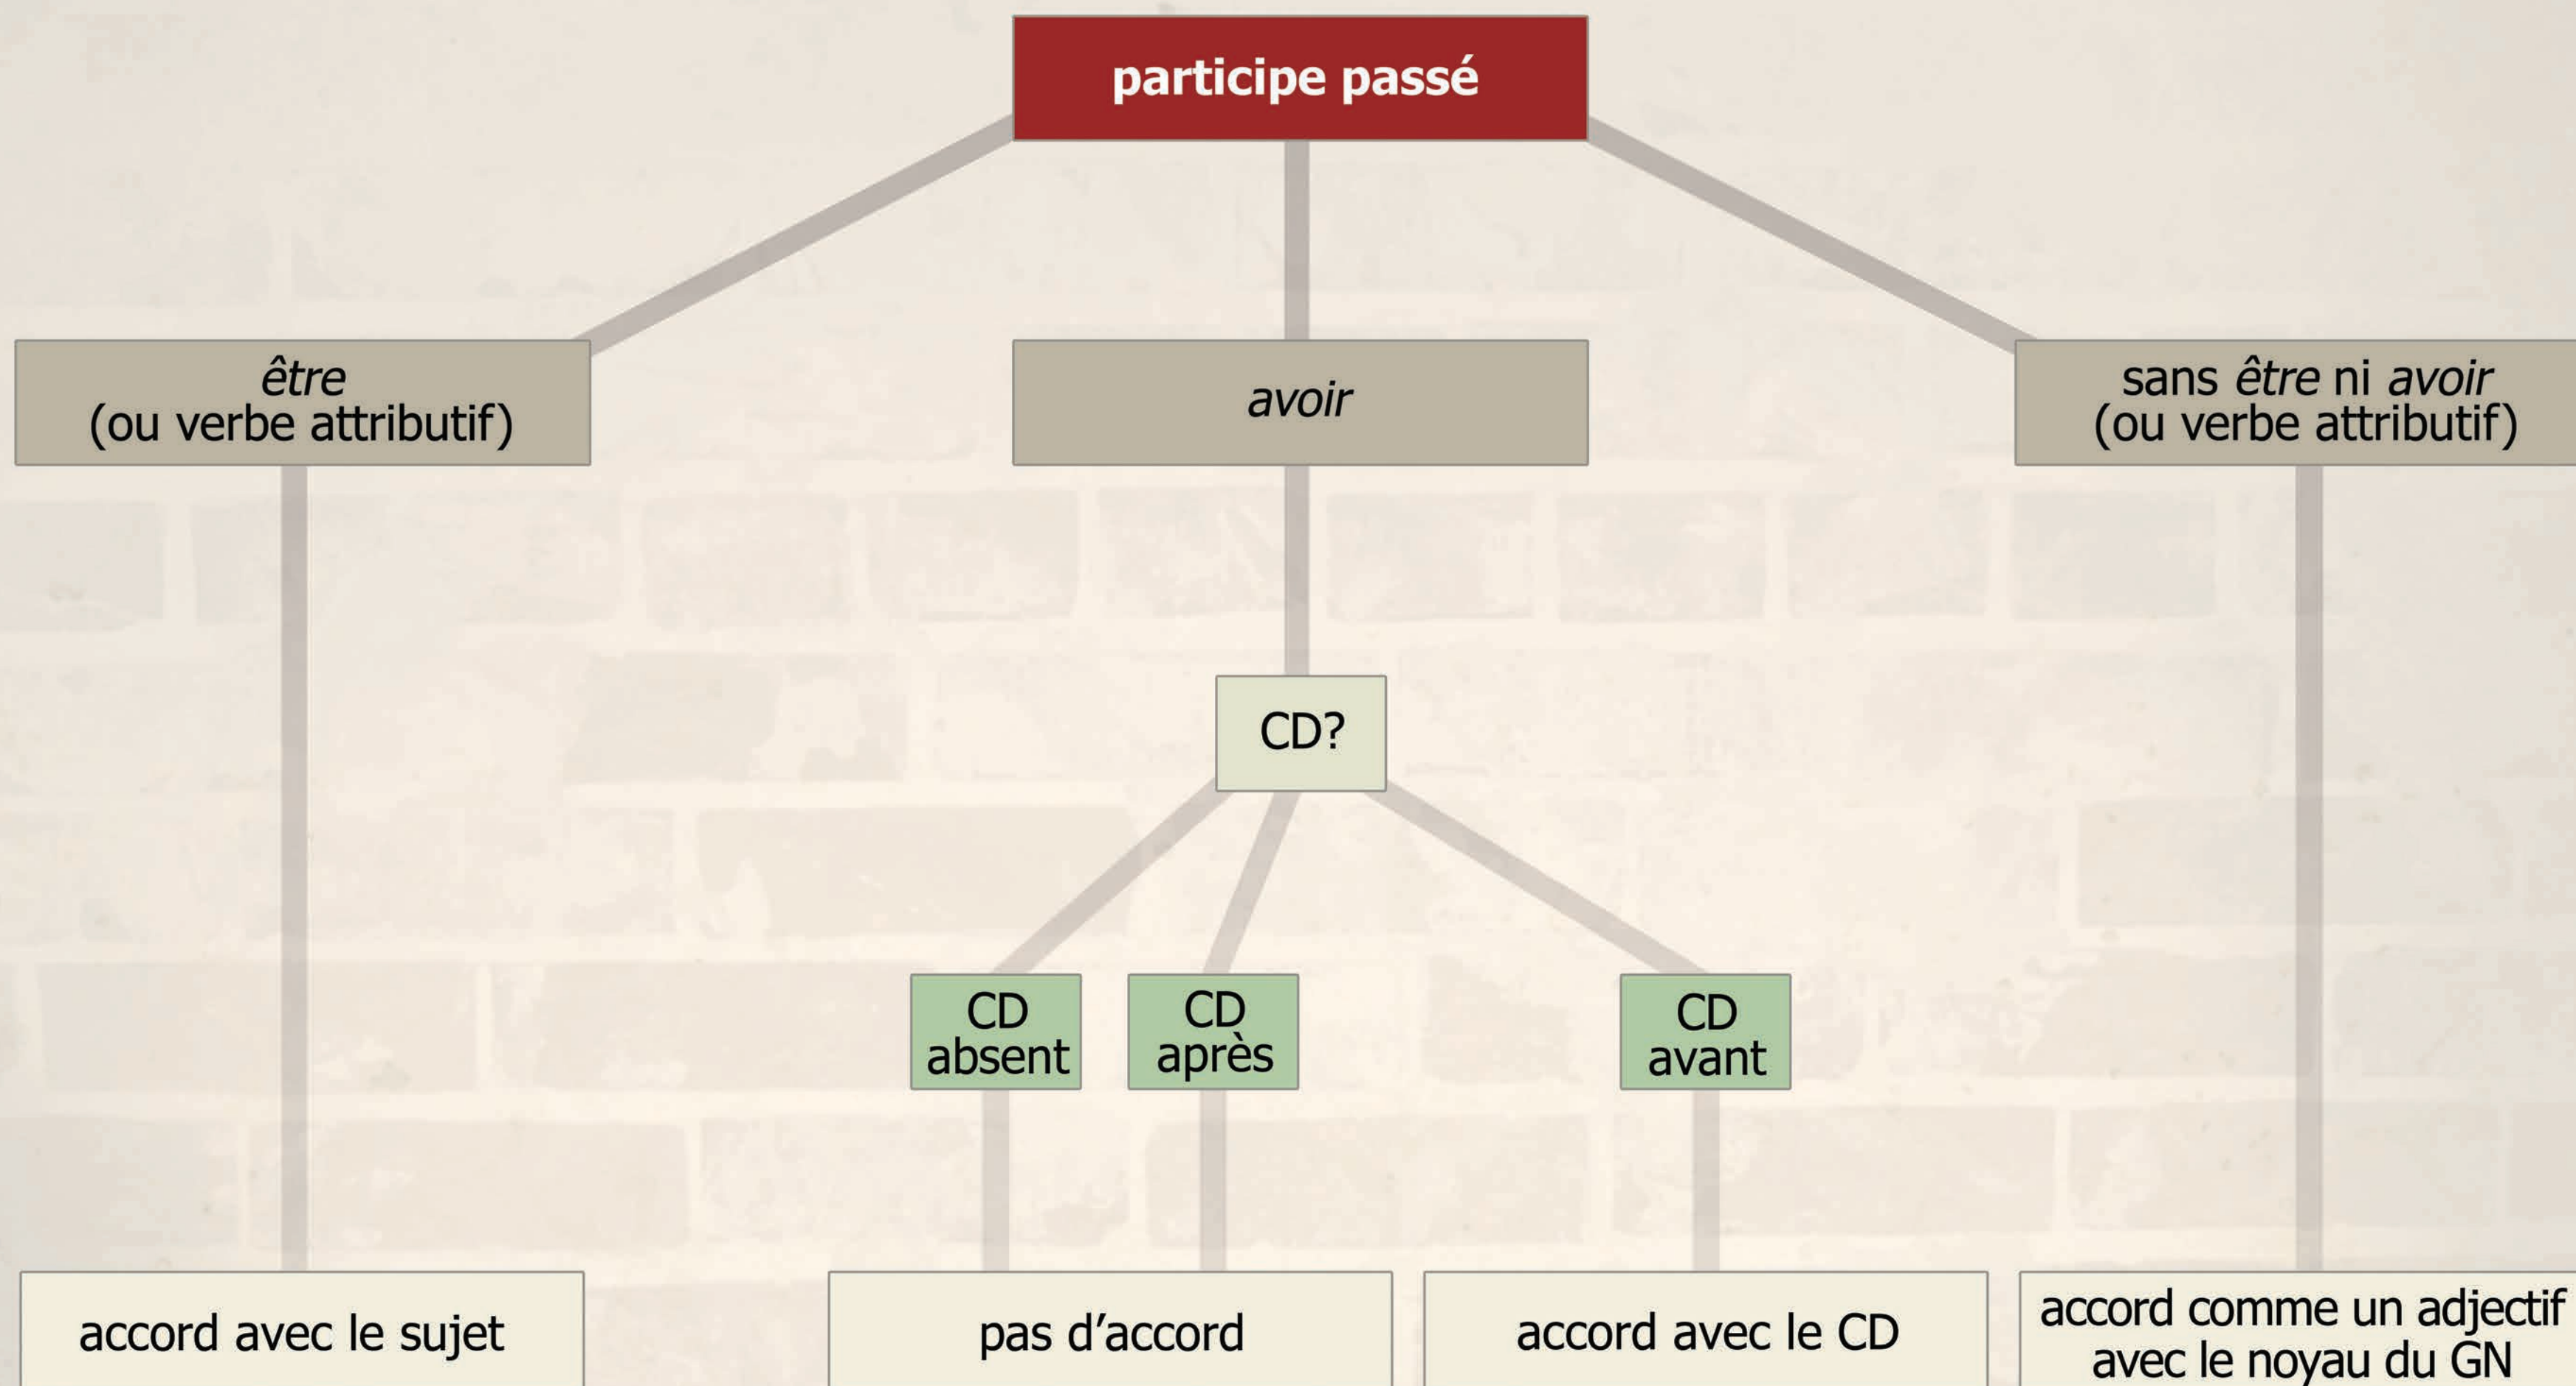 participe passé
être
(ou verbe attributif)
avoir
sans être ni avoir
(ou verbe attributif)
CD?
CD
absent
CD
après
CD
avant
accord avec le sujet
pas d’accord
accord avec le CD
accord comme un adjectif
avec le noyau du GN